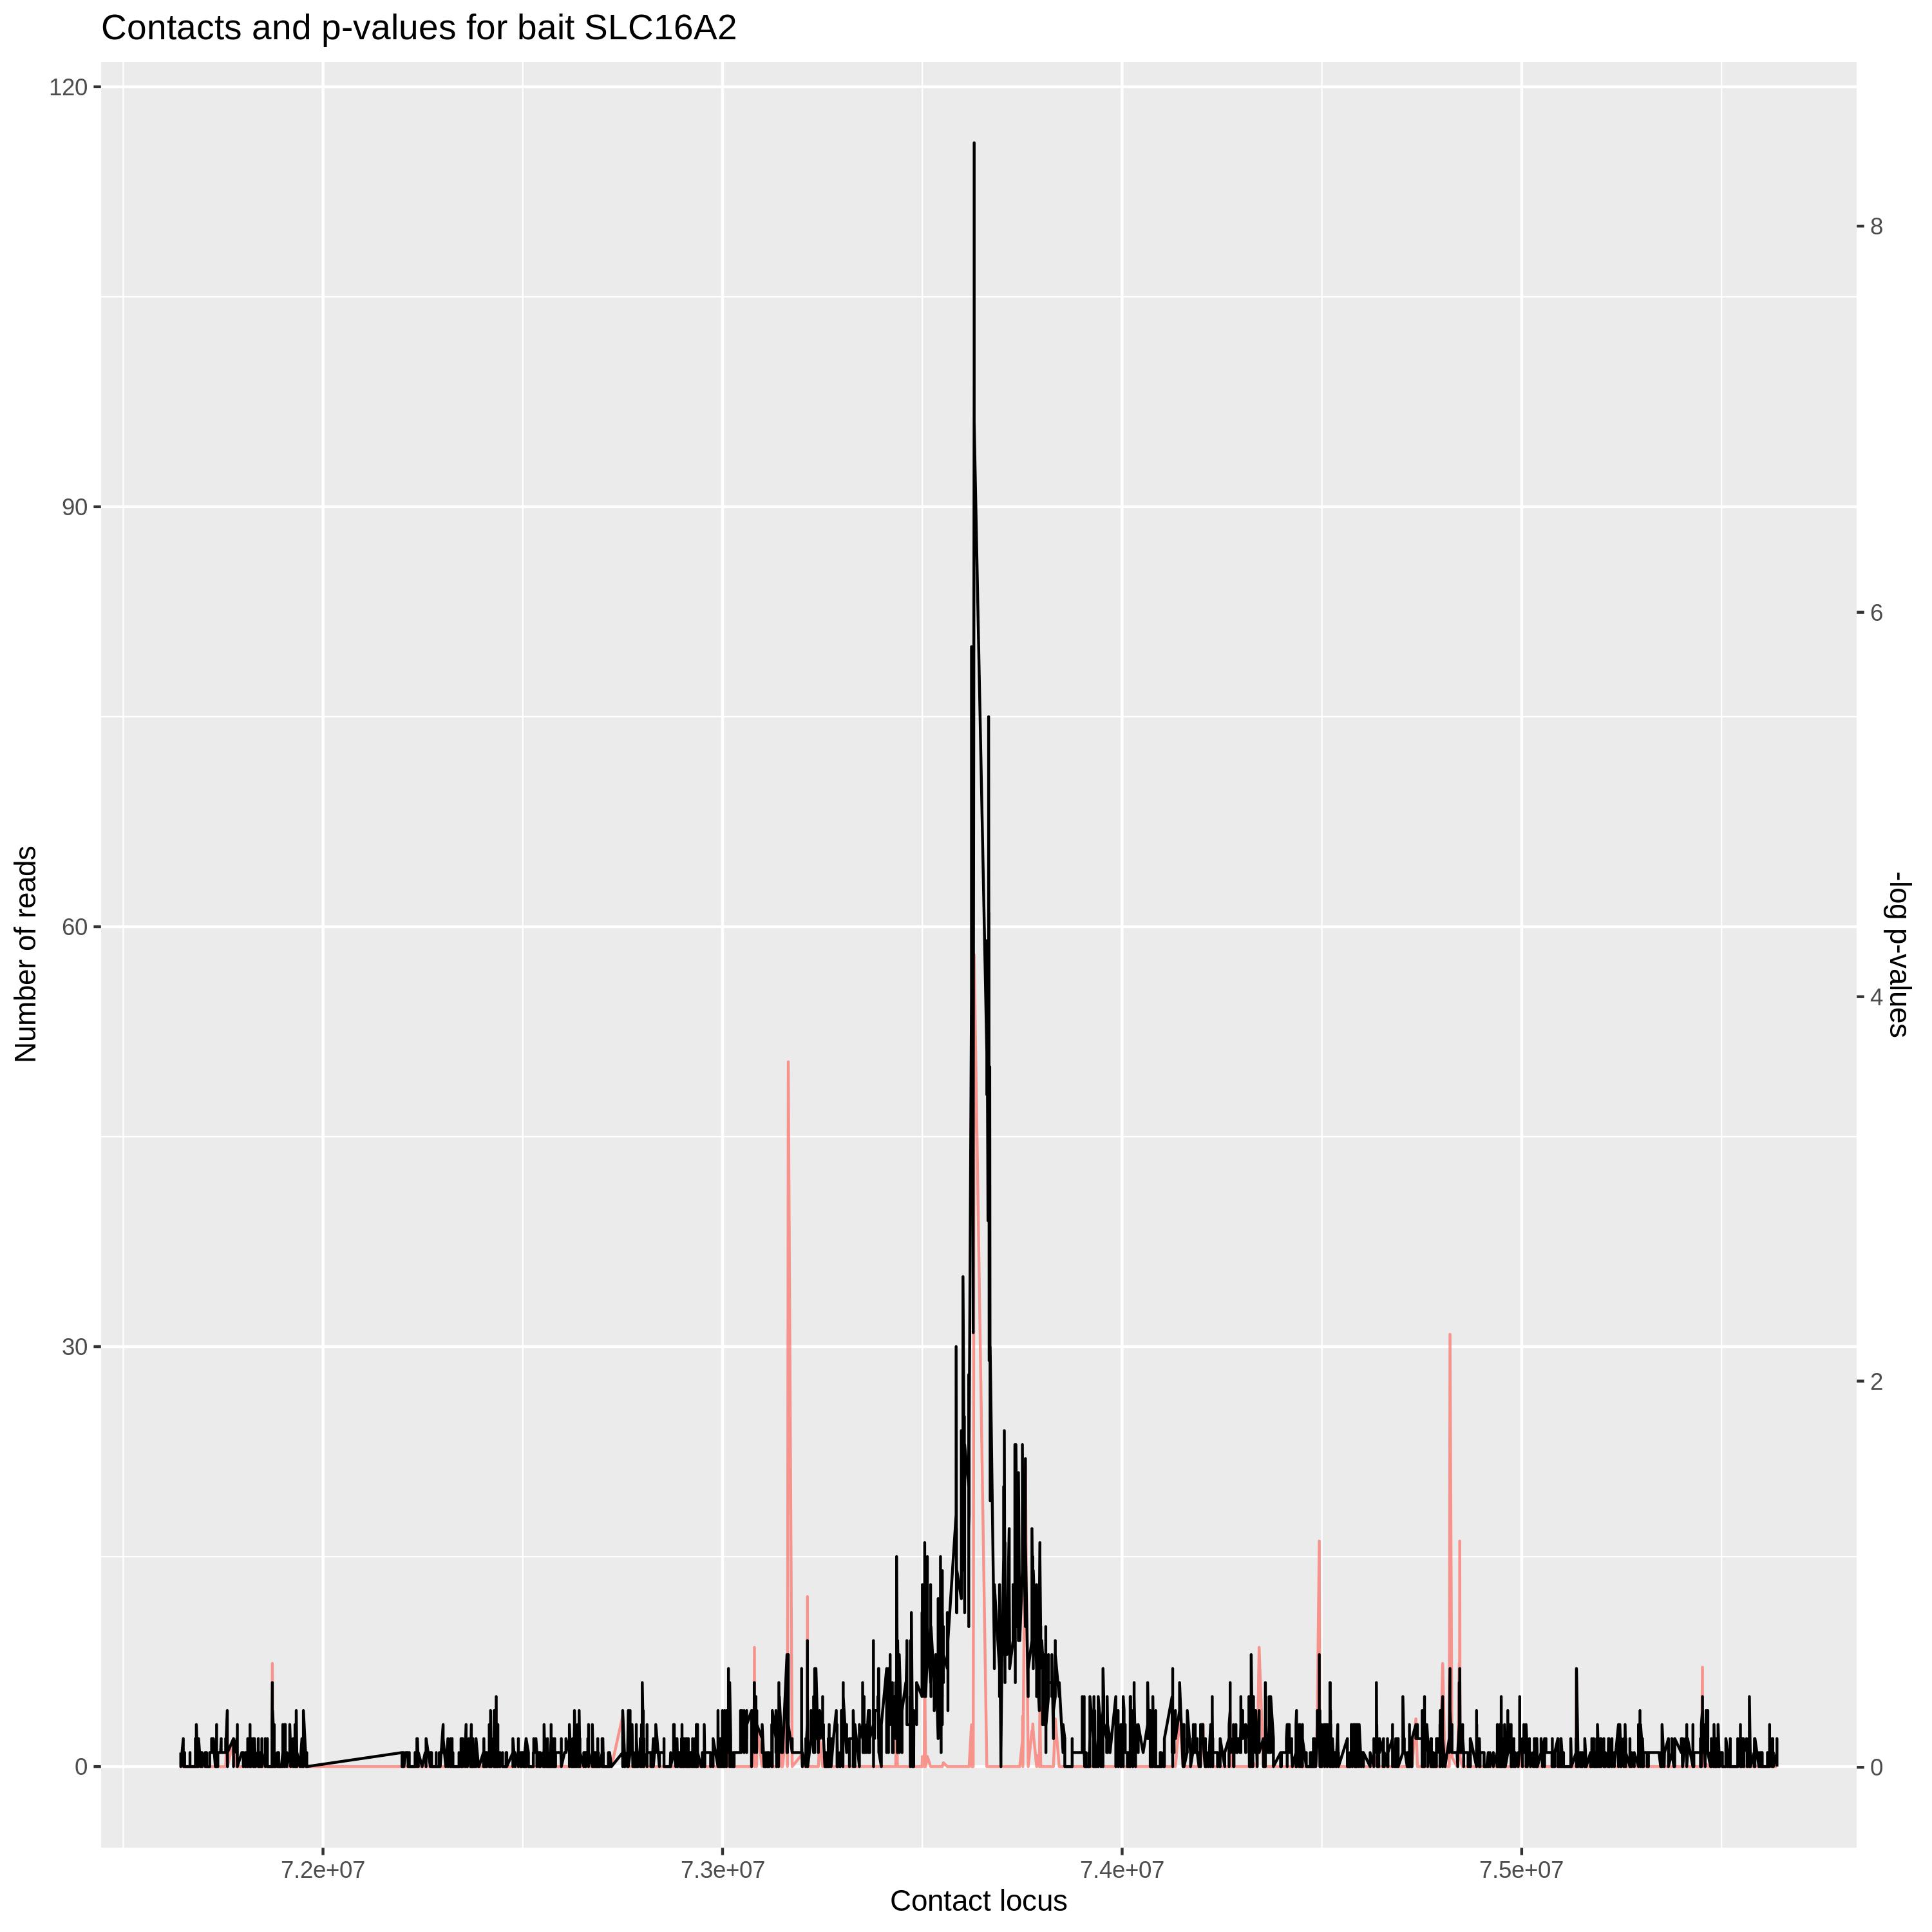 Contacts and p-values for bait SLC16A2
120
90
60
30
0
Number of reads
8
6
4
2
0
-log p-values
7.2e+07 7.3e+07 7.4e+07 7.5e+07
Contact locus